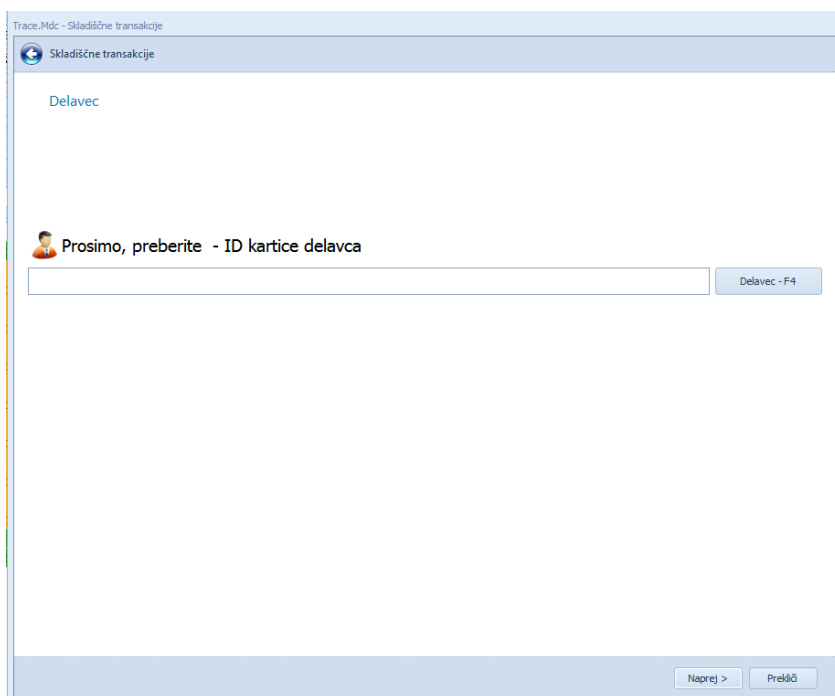 Trace.Mdc - Skladiščne transakcije
Skladiščne transakcije
Delavec
Prosimo, preberite - ID kartice delavca
Delavec - F4
Naprej >
Prekliči